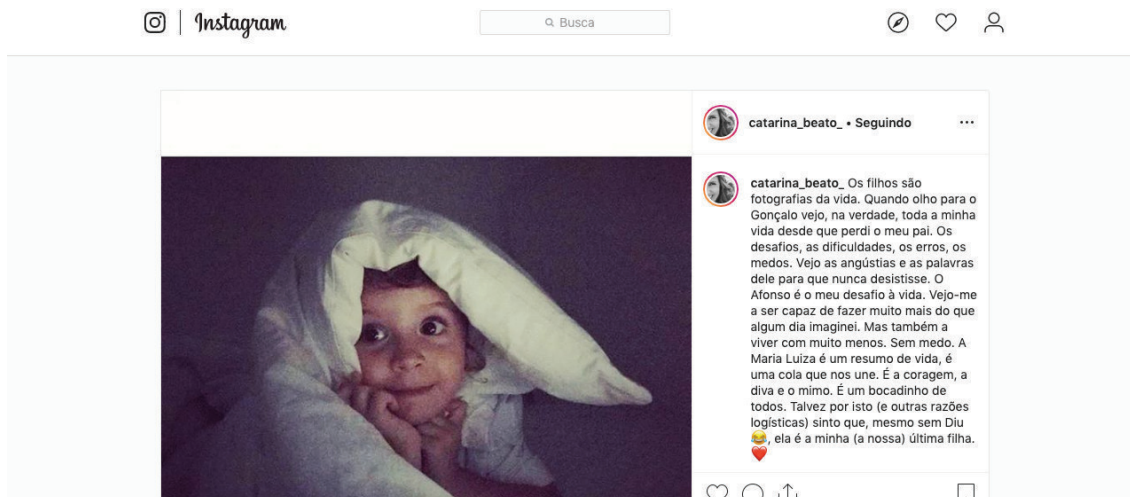 Instagram
Busca
catarina_beato_ • Seguindo
catarina_beato_ Os filhos são
fotografias da vida. Quando olho para o
Gonçalo vejo, na verdade, toda a minha
vida desde que perdi o meu pai. Os
desafios, as dificuldades, os erros, os
medos. Vejo as angústias e as palavras
dele para que nunca desistisse. O
Afonso é o meu desafio à vida. Vejo-me
a ser capaz de fazer muito mais do que
algum dia imaginei. Mas também a
viver com muito menos. Sem medo. A
Maria Luiza é um resumo de vida, é
uma cola que nos une. É a coragem, a
diva e o mimo. É um bocadinho de
todos. Talvez por isto (e outras razões
logísticas) sinto que, mesmo sem Diu
😂, ela é a minha (a nossa) última filha.
❤️